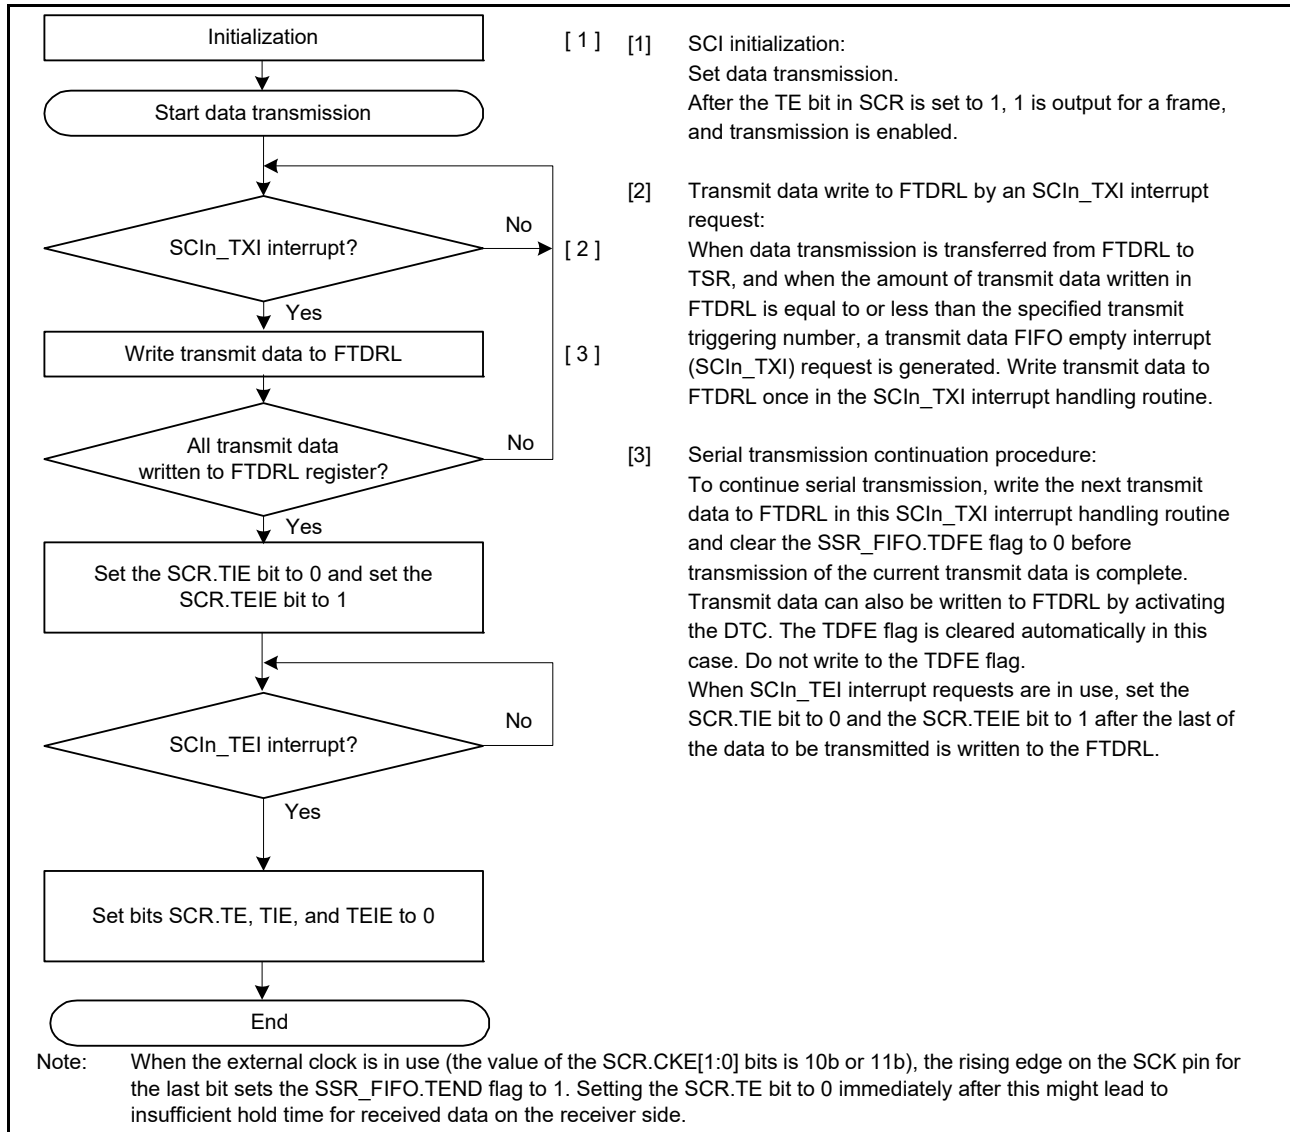 Initialization
[ 1 ]
Start data transmission
SCIn_TXI interrupt?
No
[ 2 ]
Yes
Write transmit data to FTDRL
[ 3 ]
All transmit data
written to FTDRL register?
No
Yes
Set the SCR.TIE bit to 0 and set the
SCR.TEIE bit to 1
SCIn_TEI interrupt?
No
Yes
Set bits SCR.TE, TIE, and TEIE to 0
End
[1] SCI initialization:
Set data transmission.
After the TE bit in SCR is set to 1, 1 is output for a frame,
and transmission is enabled.
[2] Transmit data write to FTDRL by an SCIn_TXI interrupt
request:
When data transmission is transferred from FTDRL to
TSR, and when the amount of transmit data written in
FTDRL is equal to or less than the specified transmit
triggering number, a transmit data FIFO empty interrupt
(SCIn_TXI) request is generated. Write transmit data to
FTDRL once in the SCIn_TXI interrupt handling routine.
[3] Serial transmission continuation procedure:
To continue serial transmission, write the next transmit
data to FTDRL in this SCIn_TXI interrupt handling routine
and clear the SSR_FIFO.TDFE flag to 0 before
transmission of the current transmit data is complete.
Transmit data can also be written to FTDRL by activating
the DTC. The TDFE flag is cleared automatically in this
case. Do not write to the TDFE flag.
When SCIn_TEI interrupt requests are in use, set the
SCR.TIE bit to 0 and the SCR.TEIE bit to 1 after the last of
the data to be transmitted is written to the FTDRL.
Note: When the external clock is in use (the value of the SCR.CKE[1:0] bits is 10b or 11b), the rising edge on the SCK pin for
the last bit sets the SSR_FIFO.TEND flag to 1. Setting the SCR.TE bit to 0 immediately after this might lead to
insufficient hold time for received data on the receiver side.